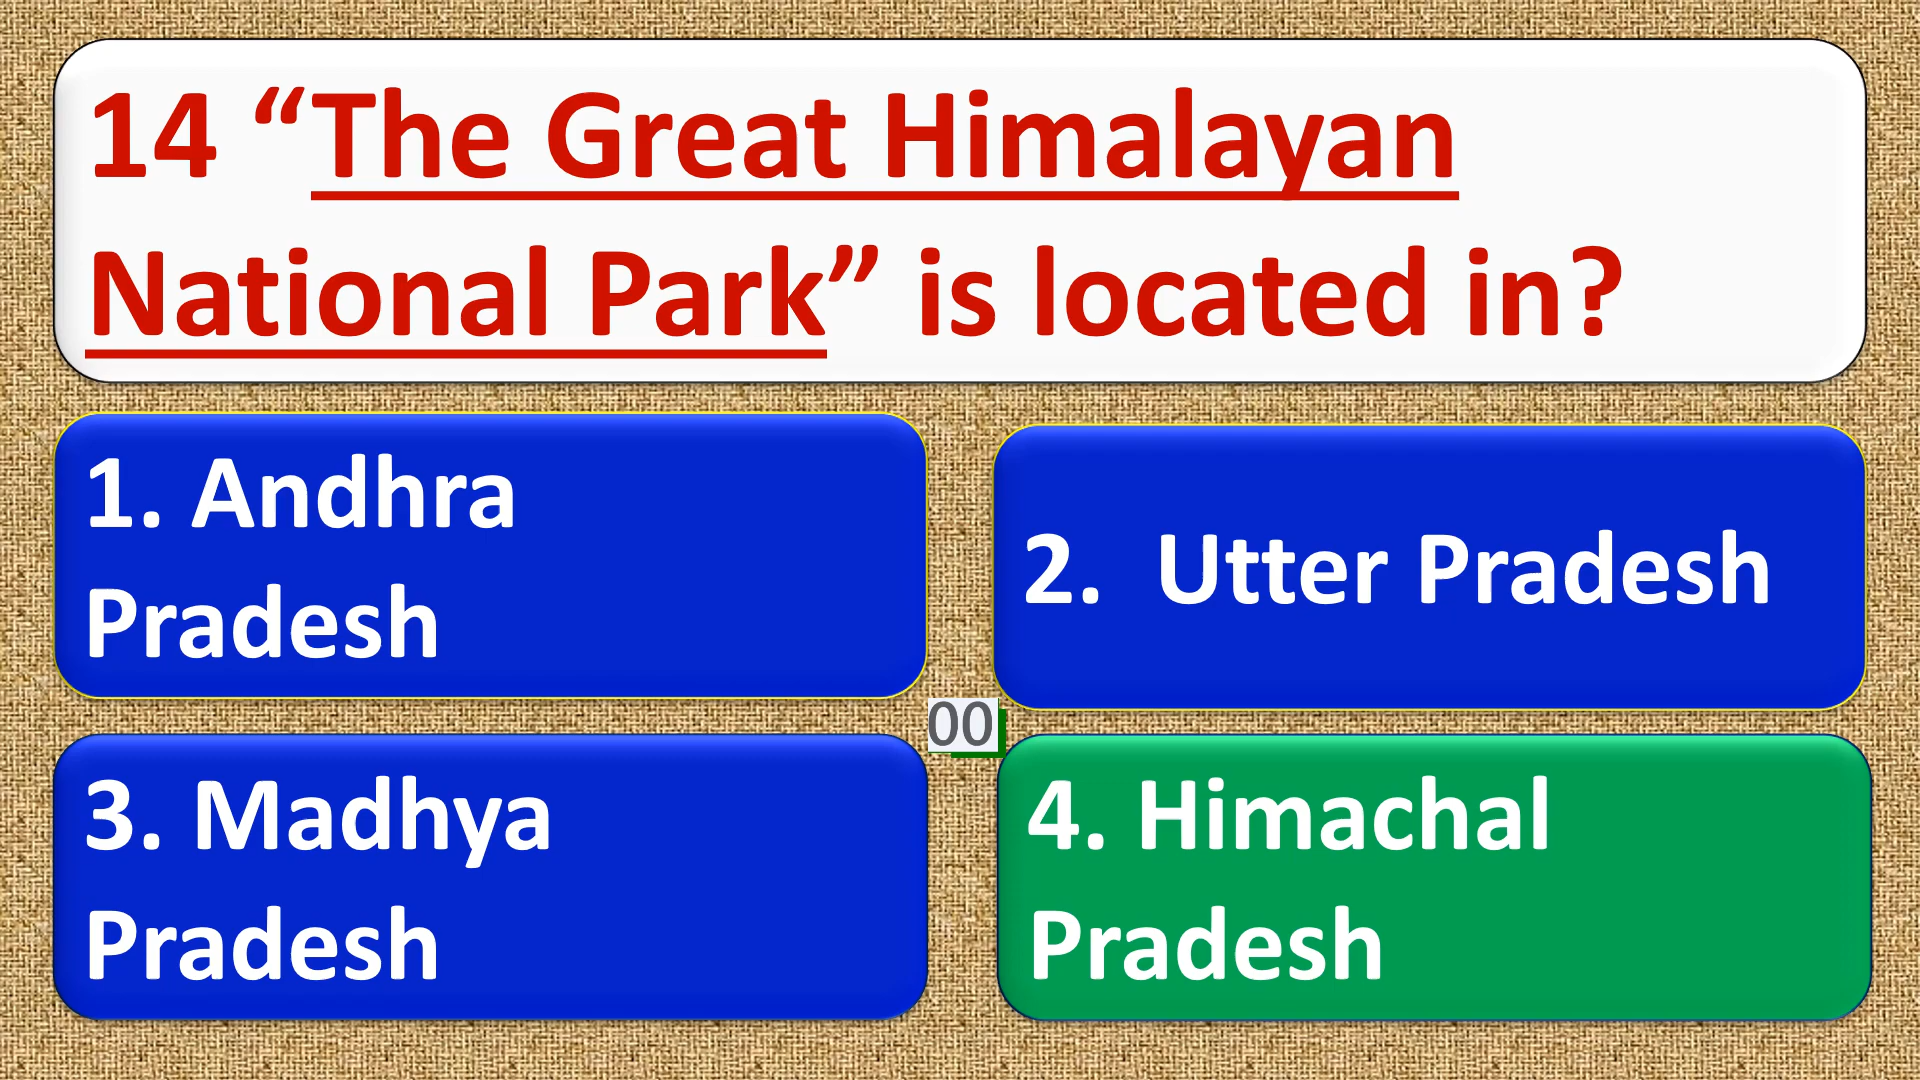 14 “The Great Himalayan
National Park” is located in?
1. Andhra
Pradesh
2. Utter Pradesh
00
3. Madhya
Pradesh
4. Himachal
Pradesh